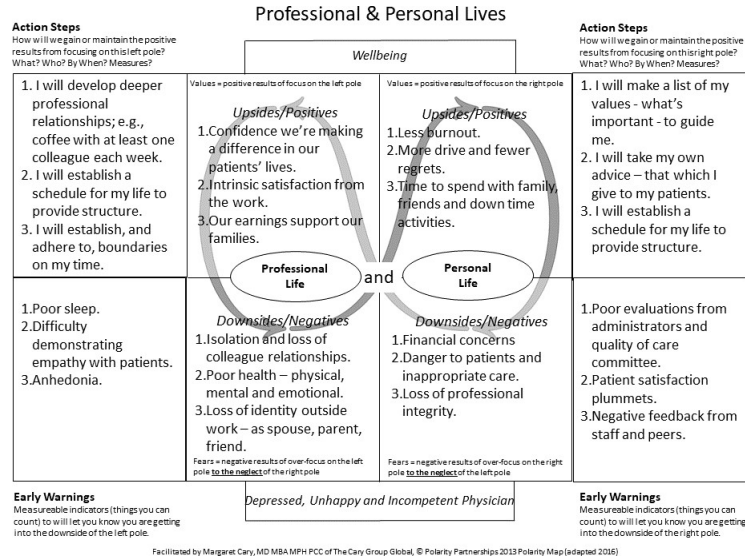 Professional & Personal Lives
Action Steps
How will we gain or maintain the positive
results from focusing on this left pole?
What? Who? By When? Measures?
Wellbeing
Action Steps
How will we gain or maintain the positive
results from focusing on this right pole?
What? Who? By When? Measures?
1. I will develop deeper
professional
relationships; e.g.,
coffee with at least one
colleague each week.
2. I will establish a
schedule for my life to
provide structure.
3. I will establish, and
adhere to, boundaries
on my time.
Values = positive results of focus on the left pole
Upsides/Positives
1.Confidence we're making
a difference in our
patients' lives.
2.Intrinsic satisfaction from
the work.
3.Our earnings support our
families.
Values = positive results of focus on the right pole
Upsides/Positives
1.Less burnout.
2.More drive and fewer
regrets.
3.Time to spend with family,
friends and down time
activities.
1. I will make a list of my
values - what's
important - to guide
me.
2. I will take my own
advice – that which I
give to my patients.
3. I will establish a
schedule for my life to
provide structure.
Professional
Life
and
Personal
Life
1.Poor sleep.
2.Difficulty
demonstrating
empathy with patients.
3.Anhedonia.
Downsides/Negatives
1.Isolation and loss of
colleague relationships.
2.Poor health – physical,
mental and emotional.
3.Loss of identity outside
work – as spouse, parent,
friend.
Fears = negative results of over-focus on the left
pole to the neglect of the right pole
Downsides/Negatives
1.Financial concerns
2.Danger to patients and
inappropriate care.
3.Loss of professional
integrity.
Fears = negative results of over-focus on the right
pole to the neglect of the left pole
1.Poor evaluations from
administrators and
quality of care
committee.
2.Patient satisfaction
plummets.
3.Negative feedback from
staff and peers.
Early Warnings
Measureable indicators (things you can
count) to will let you know you are getting
into the downside of the left pole.
Depressed, Unhappy and Incompetent Physician
Early Warnings
Measureable indicators (things you can
count) to will let you know you are getting
into the downside of the right pole.
Facilitated by Margaret Cary, MD MBA MPH PCC of The Cary Group Global, © Polarity Partnerships 2013 Polarity Map (adapted 2016)